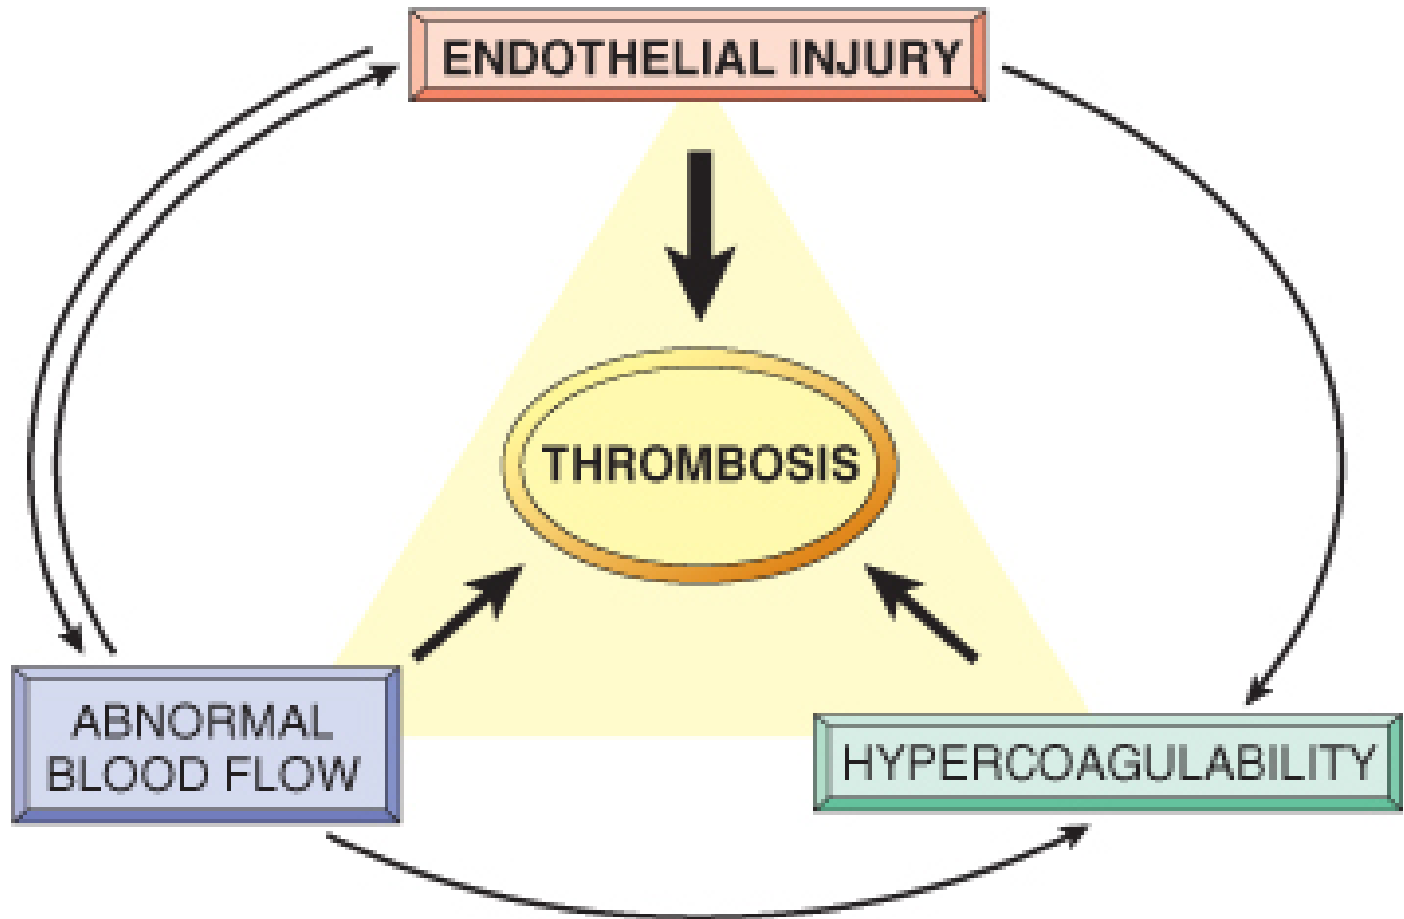 ENDOTHELIAL INJURY
THROMBOSIS
ABNORMAL
BLOOD FLOW
HYPERCOAGULABILITY